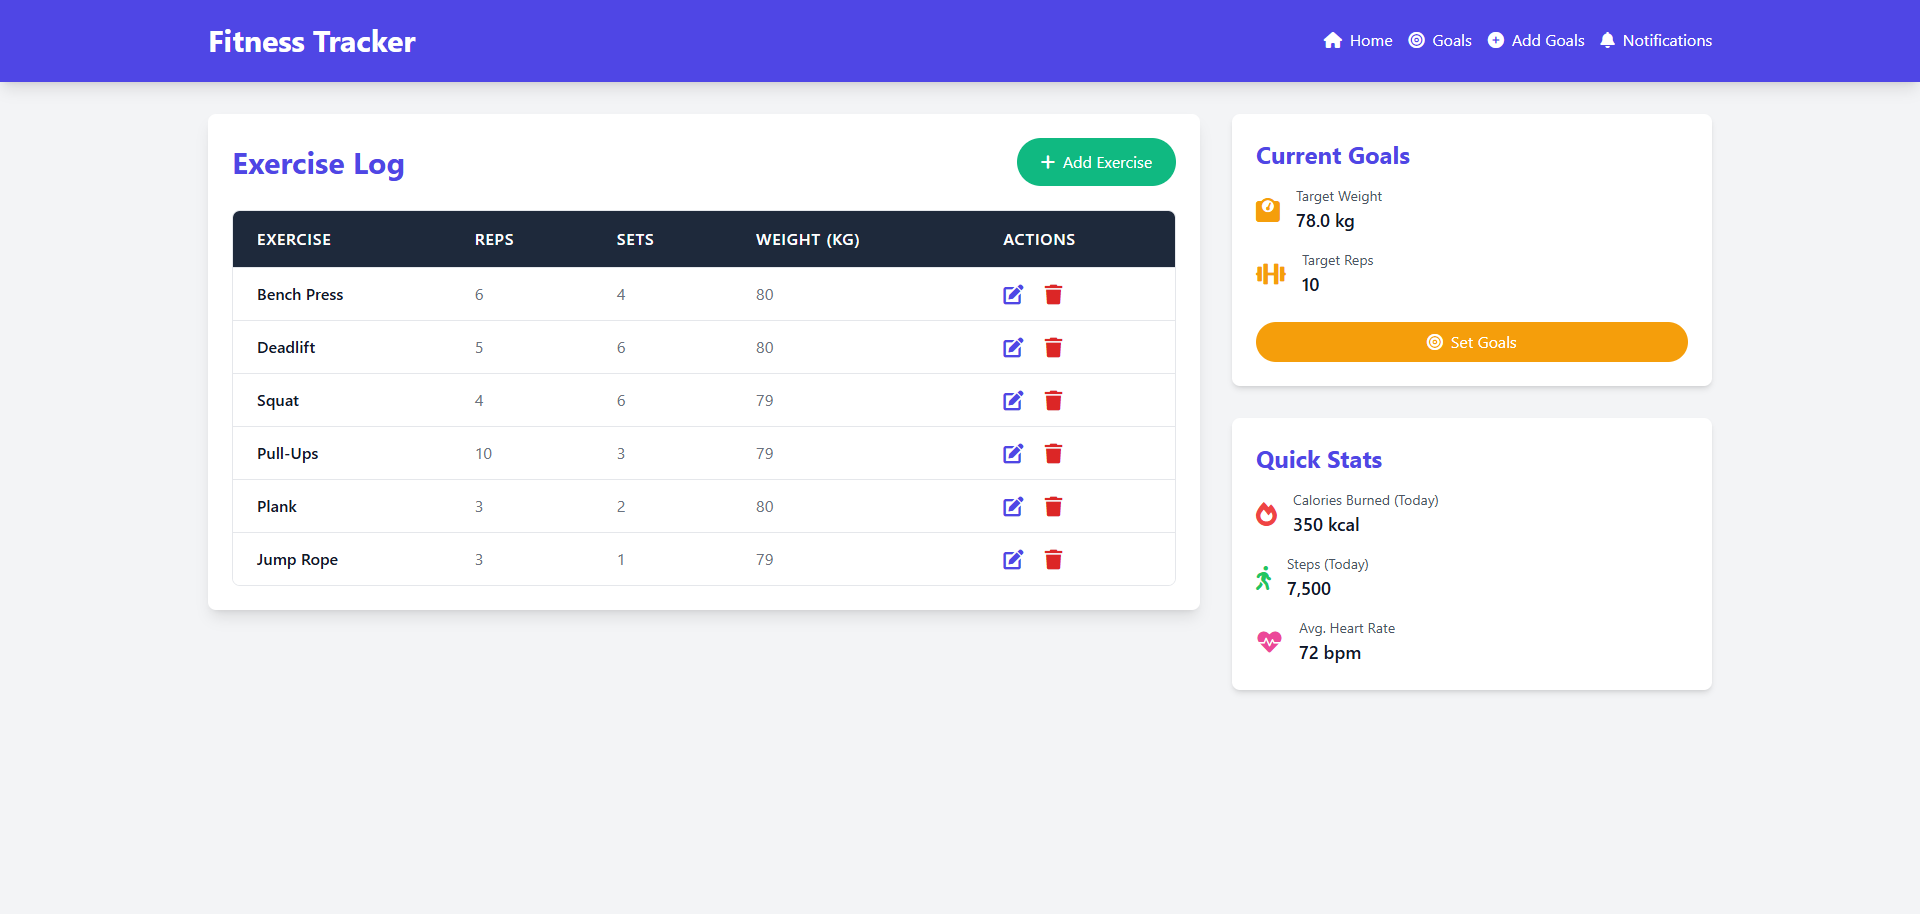 Fitness Tracker
Home Goals Add Goals Notifications
Exercise Log
Add Exercise
EXERCISE REPS SETS WEIGHT (KG) ACTIONS
Bench Press 6 4 80
Deadlift 5 6 80
Squat 4 6 79
Pull-Ups 10 3 79
Plank 3 2 80
Jump Rope 3 1 79
Current Goals
Target Weight
78.0 kg
Target Reps
10
Set Goals
Quick Stats
Calories Burned (Today)
350 kcal
Steps (Today)
7,500
Avg. Heart Rate
72 bpm